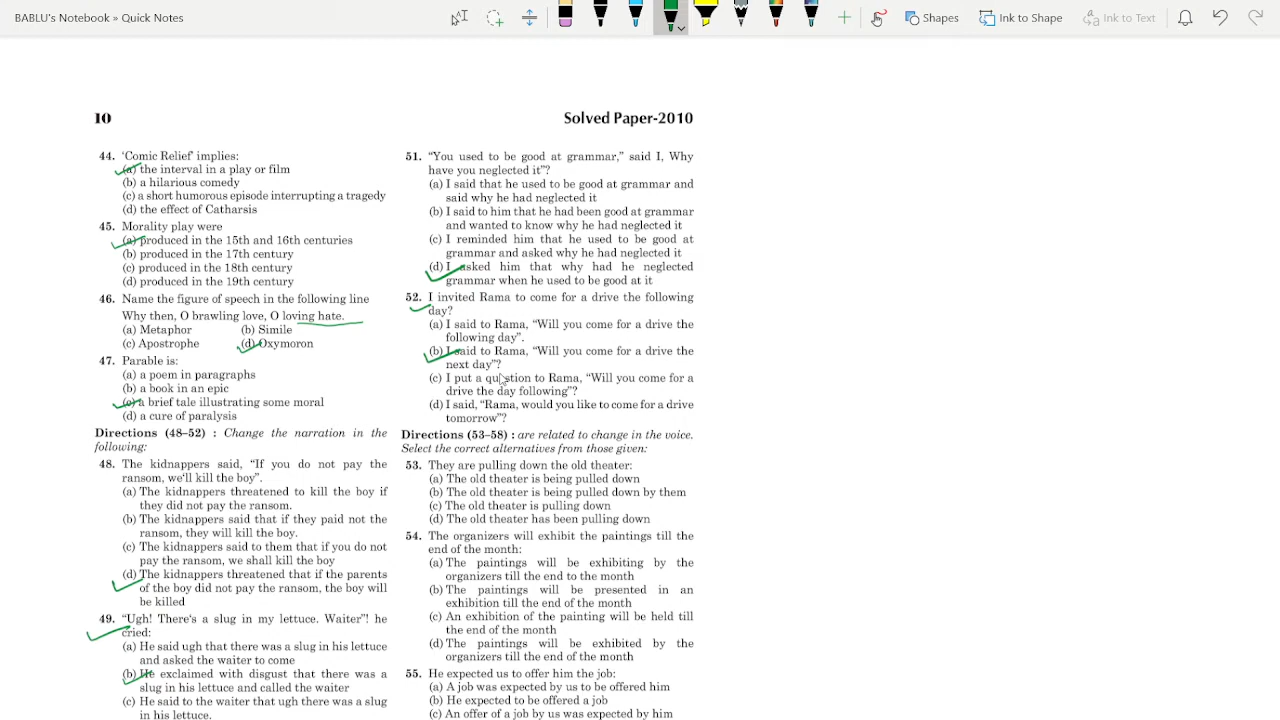 BABLU's Notebook » Quick Notes
Shapes
Ink to Shape
Ink to Text
10
Solved Paper-2010
44. 'Comic Relief' implies:
(a) the interval in a play or film
(b) a hilarious comedy
(c) a short humorous episode interrupting a tragedy
(d) the effect of Catharsis
45. Morality play were
(a) produced in the 15th and 16th centuries
(b) produced in the 17th century
(c) produced in the 18th century
(d) produced in the 19th century
46. Name the figure of speech in the following line
Why then, O brawling love, O loving hate.
(a) Metaphor (b) Simile
(c) Apostrophe (d) Oxymoron
47. Parable is:
(a) a poem in paragraphs
(b) a book in an epic
(c) a brief tale illustrating some moral
(d) a cure of paralysis
Directions (48–52) : Change the narration in the
following:
48. The kidnappers said, “If you do not pay the
ransom, we'll kill the boy”.
(a) The kidnappers threatened to kill the boy if
they did not pay the ransom.
(b) The kidnappers said that if they paid not the
ransom, they will kill the boy.
(c) The kidnappers said to them that if you do not
pay the ransom, we shall kill the boy
(d) The kidnappers threatened that if the parents
of the boy did not pay the ransom, the boy will
be killed
49. “Ugh! There's a slug in my lettuce. Waiter”! he
cried:
(a) He said ugh that there was a slug in his lettuce
and asked the waiter to come
(b) He exclaimed with disgust that there was a
slug in his lettuce and called the waiter
(c) He said to the waiter that ugh there was a slug
in his lettuce.
51. “You used to be good at grammar,” said I, Why
have you neglected it”?
(a) I said that he used to be good at grammar and
said why he had neglected it
(b) I said to him that he had been good at grammar
and wanted to know why he had neglected it
(c) I reminded him that he used to be good at
grammar and asked why he had neglected it
(d) I asked him that why had he neglected
grammar when he used to be good at it
52. I invited Rama to come for a drive the following
day?
(a) I said to Rama, “Will you come for a drive the
following day”.
(b) I said to Rama, “Will you come for a drive the
next day”?
(c) I put a question to Rama, “Will you come for a
drive the day following”?
(d) I said, “Rama, would you like to come for a drive
tomorrow”?
Directions (53–58) : are related to change in the voice.
Select the correct alternatives from those given:
53. They are pulling down the old theater:
(a) The old theater is being pulled down
(b) The old theater is being pulled down by them
(c) The old theater is pulling down
(d) The old theater has been pulling down
54. The organizers will exhibit the paintings till the
end of the month:
(a) The paintings will be exhibiting by the
organizers till the end to the month
(b) The paintings will be presented in an
exhibition till the end of the month
(c) An exhibition of the painting will be held till
the end of the month
(d) The paintings will be exhibited by the
organizers till the end of the month
55. He expected us to offer him the job:
(a) A job was expected by us to be offered him
(b) He expected to be offered a job
(c) An offer of a job by us was expected by him